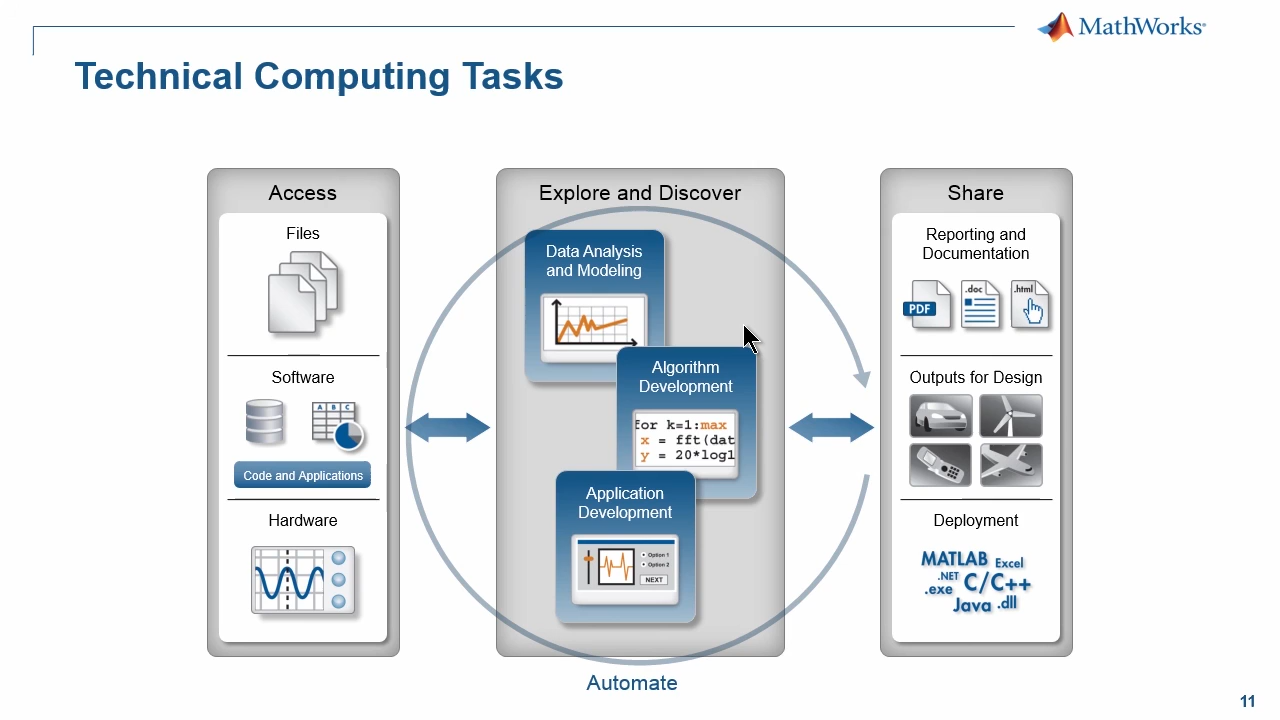 MathWorks®
Technical Computing Tasks
Access
Files
Software
A B C
Code and Applications
Hardware
Explore and Discover
Data Analysis
and Modeling
Algorithm
Development
for k=1:max
x = fft(dat
y = 20*log1
Application
Development
Option 1
Option 2
NEXT
Share
Reporting and
Documentation
PDF
.doc
.html
Outputs for Design
Deployment
MATLAB Excel
.NET C/C++
.exe
Java .dll
Automate
11